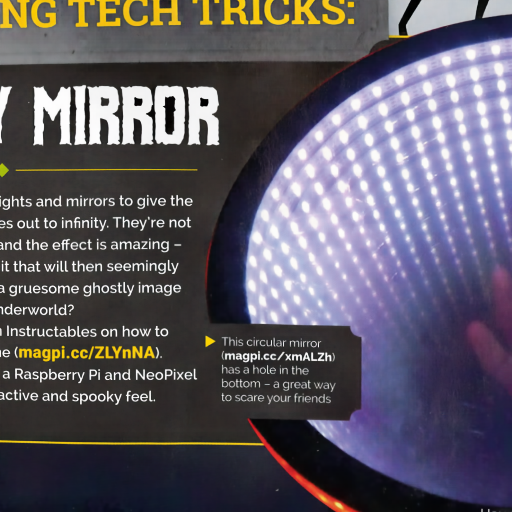 NG TECH TRICKS:
Y MIRROR
ights and mirrors to give the
es out to infinity. They're not
and the effect is amazing –
it that will then seemingly
a gruesome ghostly image
nderworld?
n Instructables on how to
e (magpi.cc/ZLYnNA).
a Raspberry Pi and NeoPixel
active and spooky feel.
This circular mirror
(magpi.cc/xmALZh)
has a hole in the
bottom – a great way
to scare your friends